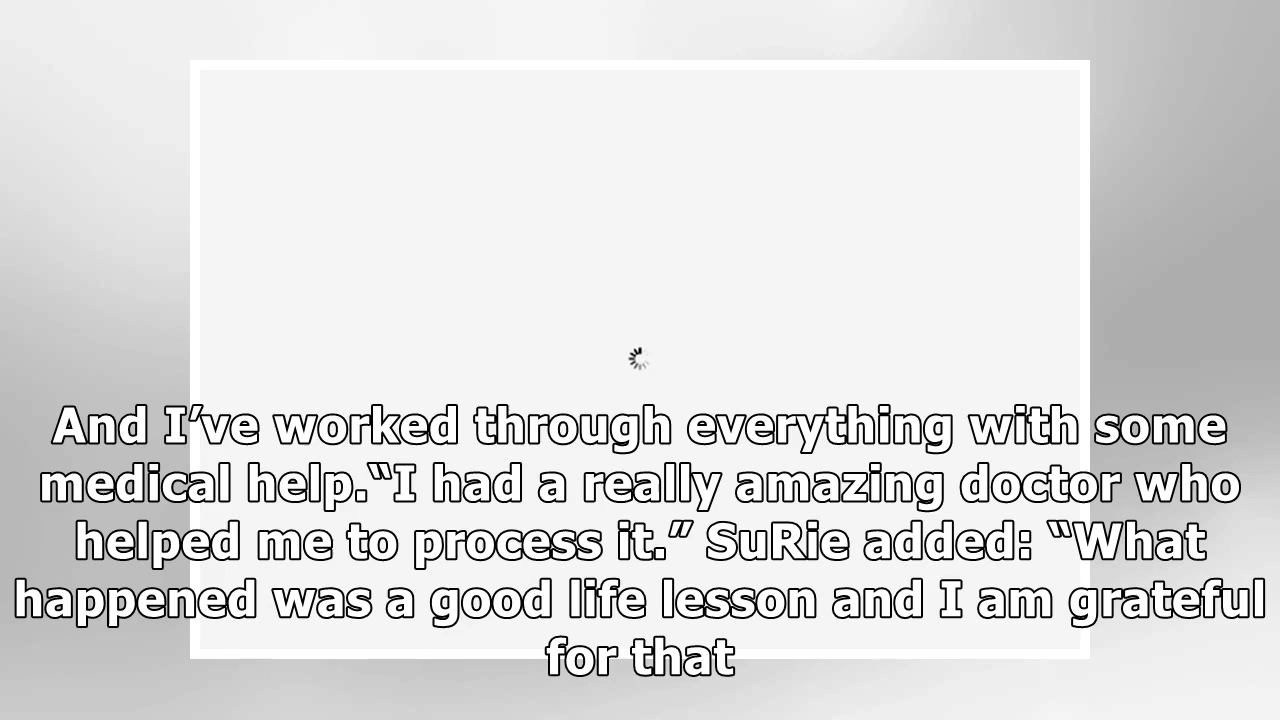 And I’ve worked through everything with some
medical help.“I had a really amazing doctor who
helped me to process it.” SuRie added: “What
happened was a good life lesson and I am grateful
for that